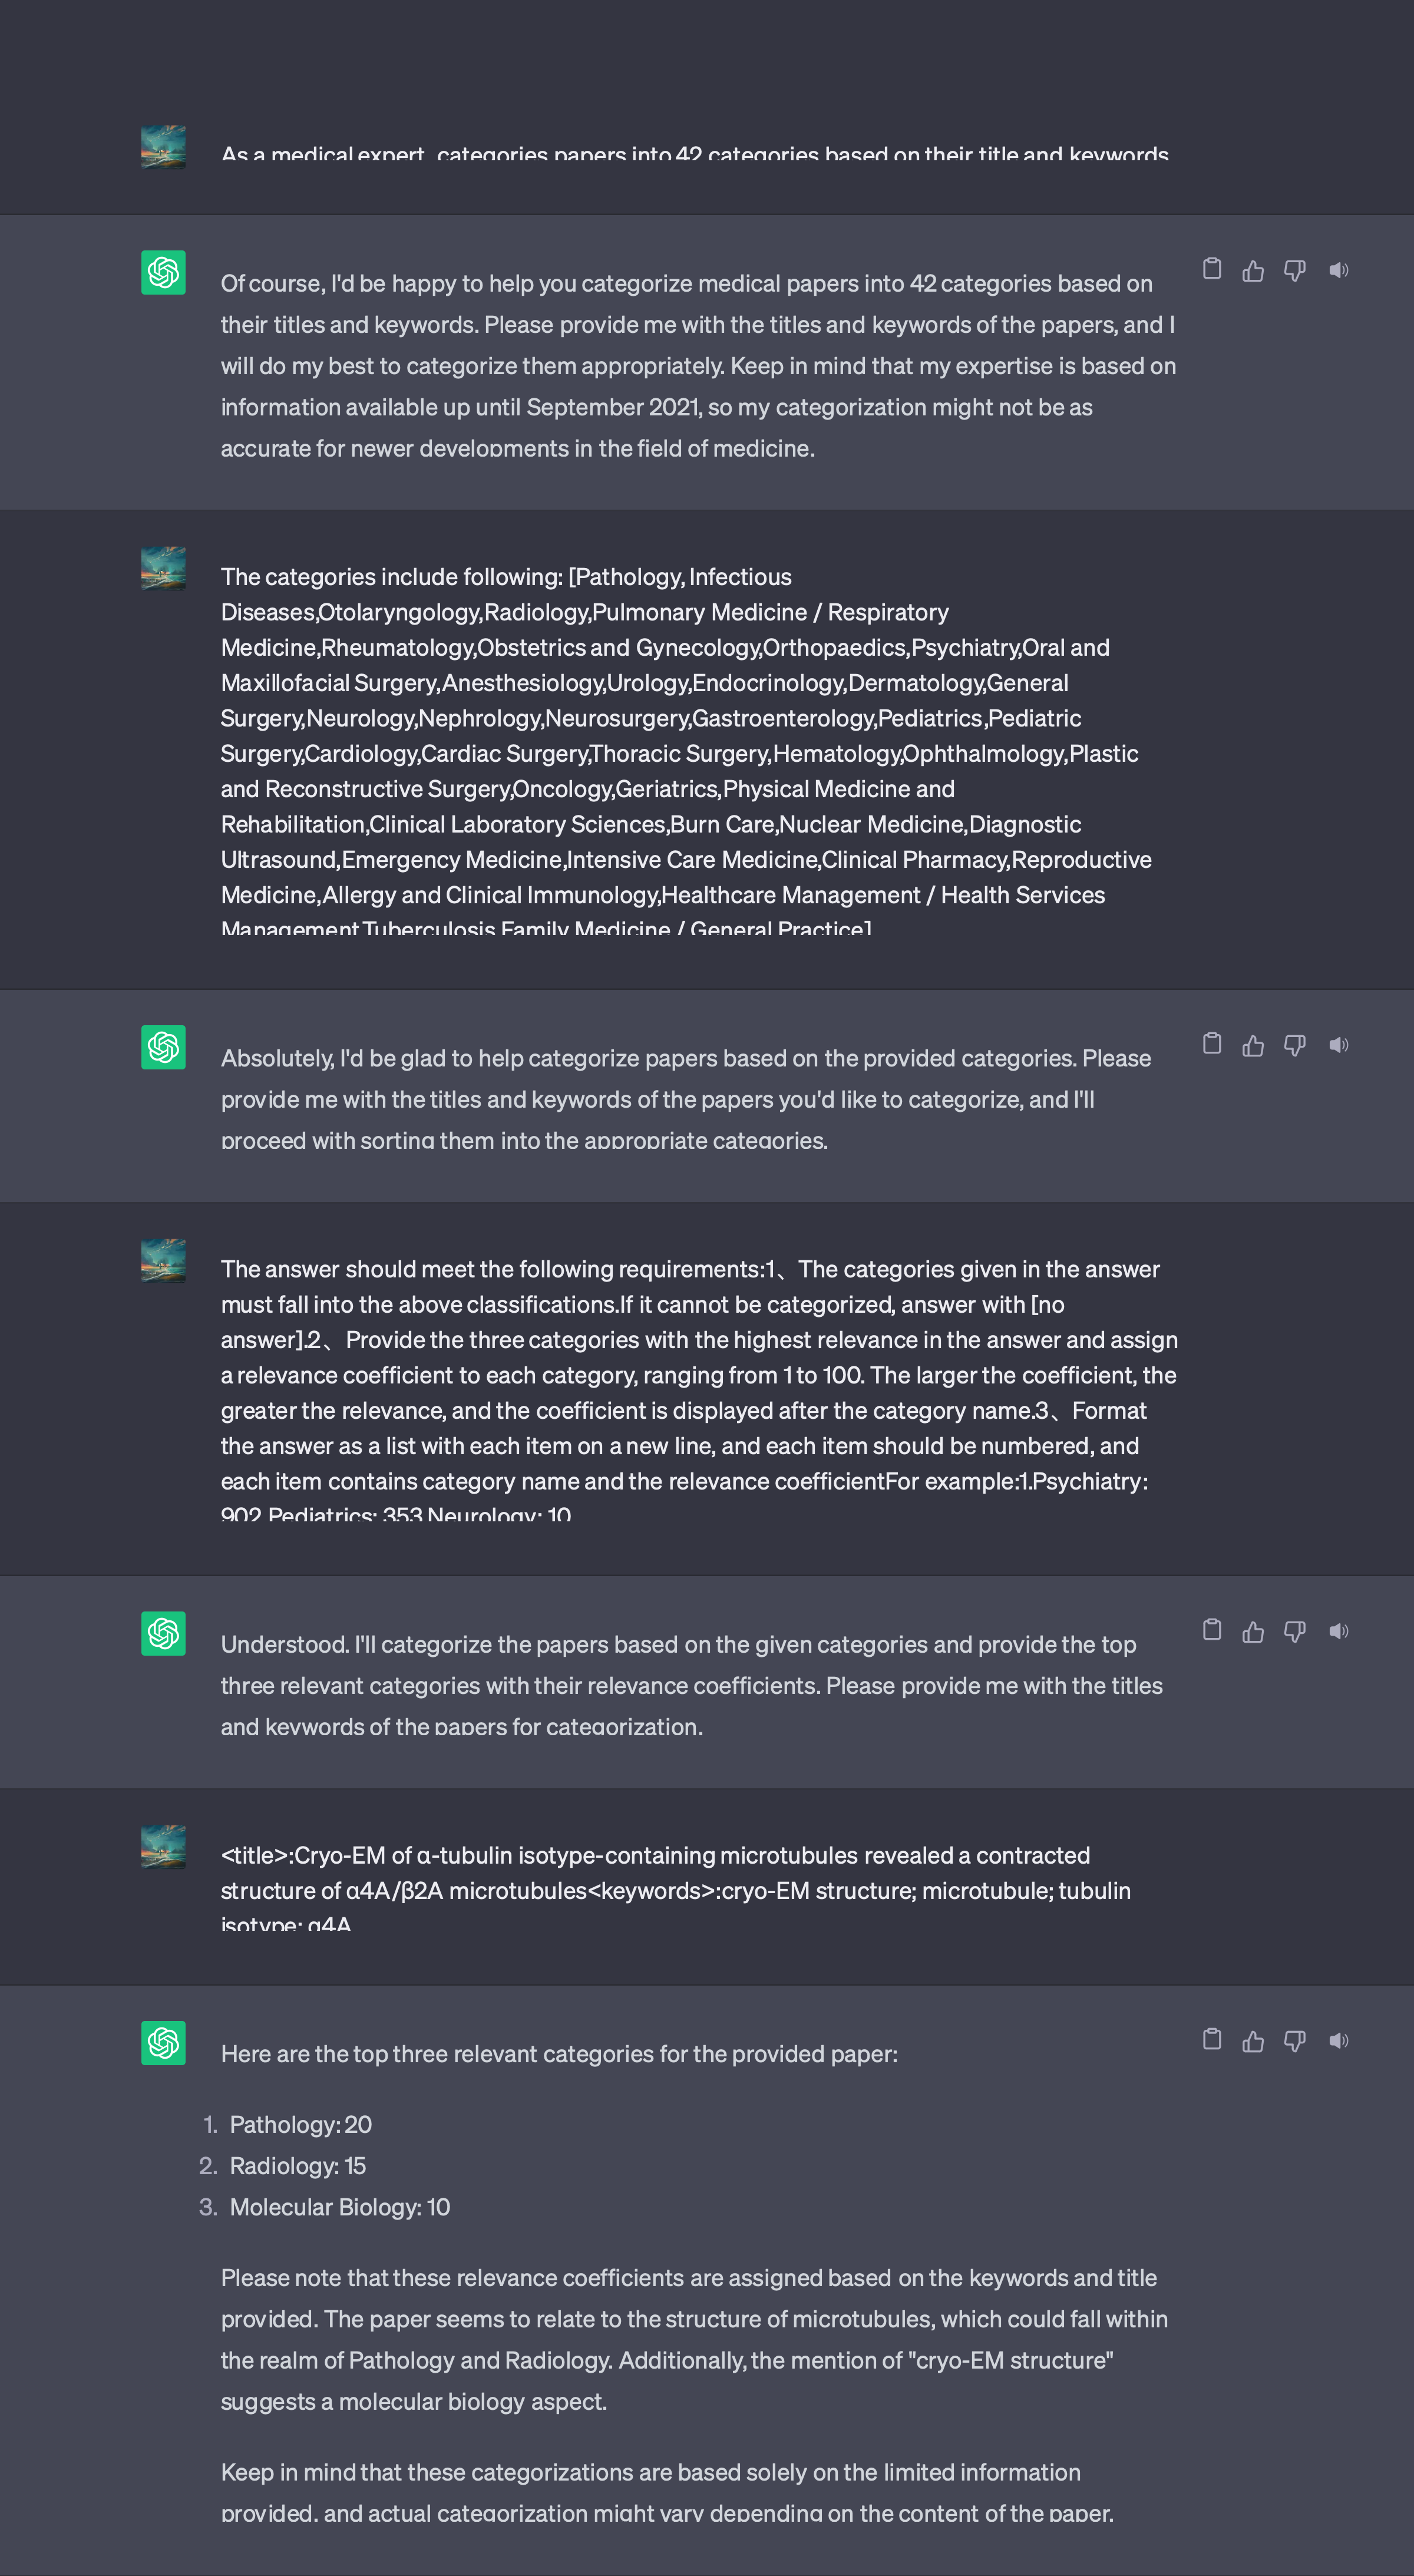 As a medical expert, categories papers into 42 categories based on their title and keywords
Of course, I'd be happy to help you categorize medical papers into 42 categories based on
their titles and keywords. Please provide me with the titles and keywords of the papers, and I
will do my best to categorize them appropriately. Keep in mind that my expertise is based on
information available up until September 2021, so my categorization might not be as
accurate for newer developments in the field of medicine.
The categories include following: [Pathology, Infectious
Diseases,Otolaryngology,Radiology,Pulmonary Medicine / Respiratory
Medicine,Rheumatology,Obstetrics and Gynecology,Orthopaedics,Psychiatry,Oral and
Maxillofacial Surgery,Anesthesiology,Urology,Endocrinology,Dermatology,General
Surgery,Neurology,Nephrology,Neurosurgery,Gastroenterology,Pediatrics,Pediatric
Surgery,Cardiology,Cardiac Surgery,Thoracic Surgery,Hematology,Ophthalmology,Plastic
and Reconstructive Surgery,Oncology,Geriatrics,Physical Medicine and
Rehabilitation,Clinical Laboratory Sciences,Burn Care,Nuclear Medicine,Diagnostic
Ultrasound,Emergency Medicine,Intensive Care Medicine,Clinical Pharmacy,Reproductive
Medicine,Allergy and Clinical Immunology,Healthcare Management / Health Services
Management,Tuberculosis,Family Medicine / General Practice]
Absolutely, I'd be glad to help categorize papers based on the provided categories. Please
provide me with the titles and keywords of the papers you'd like to categorize, and I'll
proceed with sorting them into the appropriate categories.
The answer should meet the following requirements:1、The categories given in the answer
must fall into the above classifications.If it cannot be categorized, answer with [no
answer].2、Provide the three categories with the highest relevance in the answer and assign
a relevance coefficient to each category, ranging from 1 to 100. The larger the coefficient, the
greater the relevance, and the coefficient is displayed after the category name.3、Format
the answer as a list with each item on a new line, and each item should be numbered, and
each item contains category name and the relevance coefficientFor example:1.Psychiatry:
902.Pediatrics: 353.Neurology: 10
Understood. I'll categorize the papers based on the given categories and provide the top
three relevant categories with their relevance coefficients. Please provide me with the titles
and keywords of the papers for categorization.
<title>:Cryo-EM of α-tubulin isotype-containing microtubules revealed a contracted
structure of α4A/β2A microtubules<keywords>:cryo-EM structure; microtubule; tubulin
isotype; α4A
Here are the top three relevant categories for the provided paper:
1. Pathology: 20
2. Radiology: 15
3. Molecular Biology: 10
Please note that these relevance coefficients are assigned based on the keywords and title
provided. The paper seems to relate to the structure of microtubules, which could fall within
the realm of Pathology and Radiology. Additionally, the mention of "cryo-EM structure"
suggests a molecular biology aspect.
Keep in mind that these categorizations are based solely on the limited information
provided, and actual categorization might vary depending on the content of the paper.